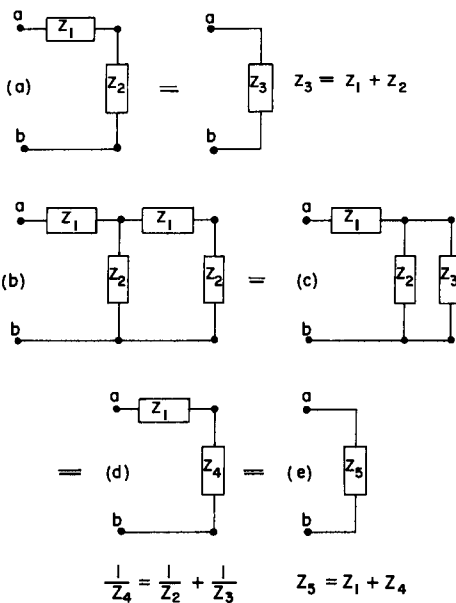 a
Z₁
(a) Z₂ = Z₃ Z₃ = Z₁ + Z₂
b
a
b
a
Z₁ Z₁
(b) Z₂ Z₂ = (c)
b
a
Z₁
Z₂ Z₃
b
a
Z₁
= (d) Z₄ = (e) Z₅
b
a
b
1/Z₄ = 1/Z₂ + 1/Z₃ Z₅ = Z₁ + Z₄